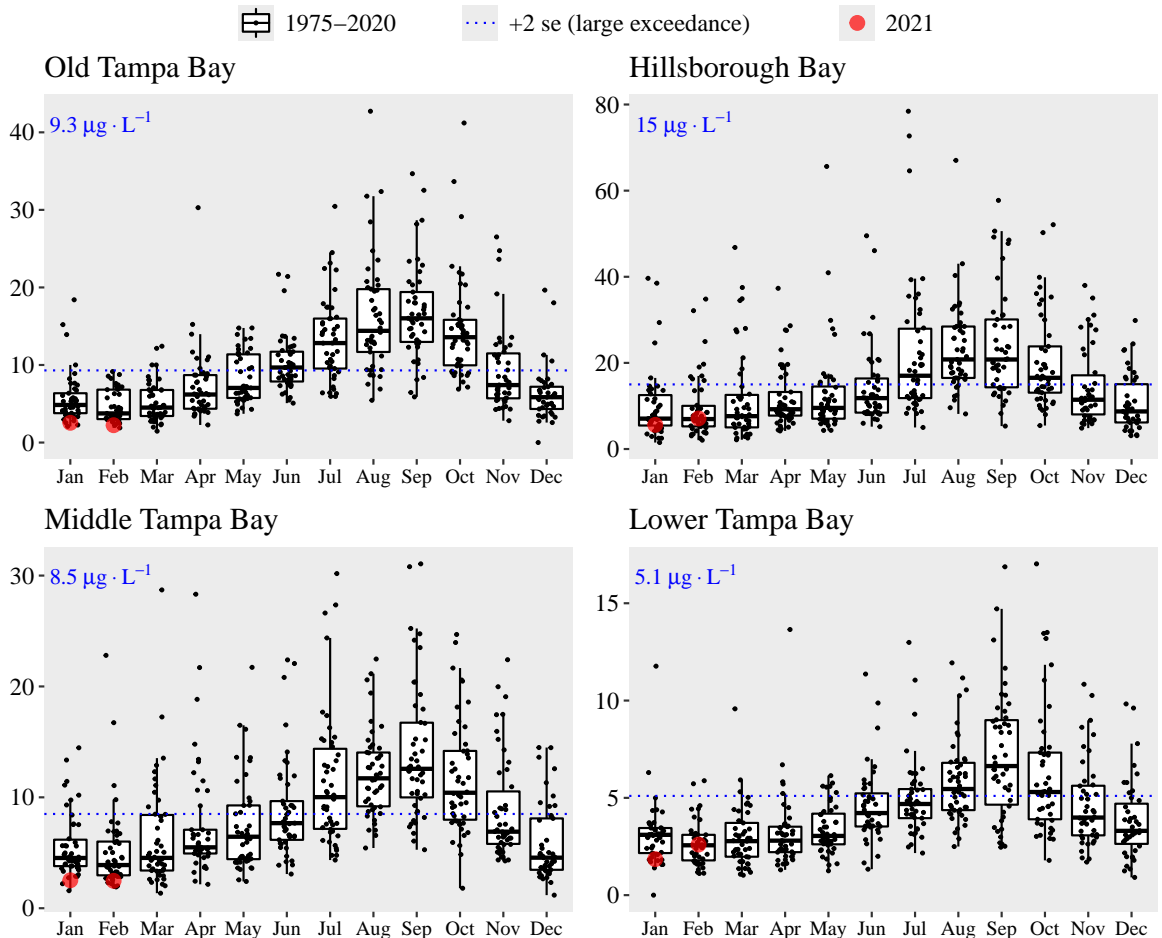 1975–2020 +2 se (large exceedance) 2021
Old Tampa Bay
9.3 μg · L⁻¹
40
30
20
10
0
Jan Feb Mar Apr May Jun Jul Aug Sep Oct Nov Dec
Hillsborough Bay
15 μg · L⁻¹
80
60
40
20
0
Jan Feb Mar Apr May Jun Jul Aug Sep Oct Nov Dec
Middle Tampa Bay
8.5 μg · L⁻¹
30
20
10
0
Jan Feb Mar Apr May Jun Jul Aug Sep Oct Nov Dec
Lower Tampa Bay
5.1 μg · L⁻¹
15
10
5
0
Jan Feb Mar Apr May Jun Jul Aug Sep Oct Nov Dec